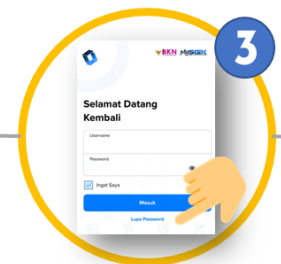 3
BKN MySAPK
Selamat Datang
Kembali
Username
Password
Ingat Saya
Masuk
Lupa Password